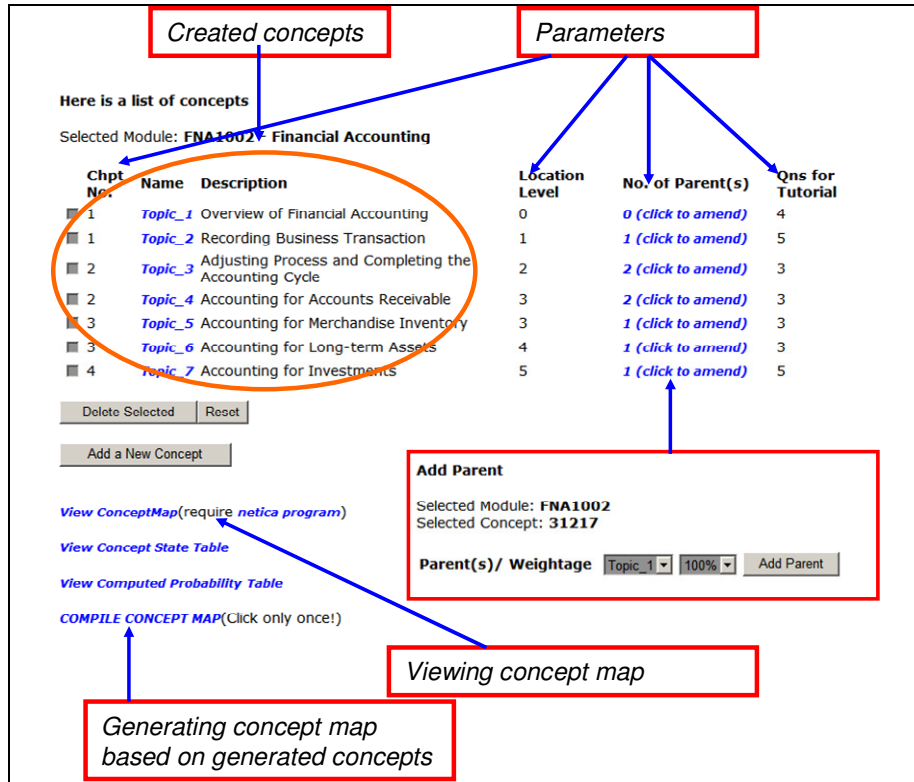 Created concepts
Parameters
Here is a list of concepts
Selected Module: FNA1002 - Financial Accounting
Chpt No. Name Description Location Level No. of Parent(s) Qns for Tutorial
1 Topic_1 Overview of Financial Accounting 0 0 (click to amend) 4
1 Topic_2 Recording Business Transaction 1 1 (click to amend) 5
2 Topic_3 Adjusting Process and Completing the Accounting Cycle 2 2 (click to amend) 3
2 Topic_4 Accounting for Accounts Receivable 3 2 (click to amend) 3
3 Topic_5 Accounting for Merchandise Inventory 3 1 (click to amend) 3
3 Topic_6 Accounting for Long-term Assets 4 1 (click to amend) 3
4 Topic_7 Accounting for Investments 5 1 (click to amend) 5
Delete Selected Reset
Add a New Concept
Add Parent
Selected Module: FNA1002
Selected Concept: 31217
Parent(s)/ Weightage Topic_1 100% Add Parent
View ConceptMap(require netica program)
View Concept State Table
View Computed Probability Table
COMPILE CONCEPT MAP(Click only once!)
Viewing concept map
Generating concept map
based on generated concepts